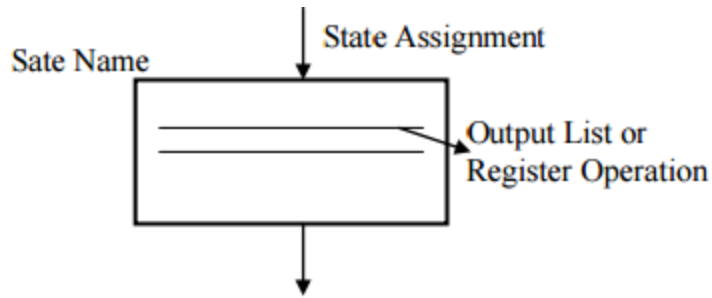 State Assignment
Sate Name
Output List or
Register Operation